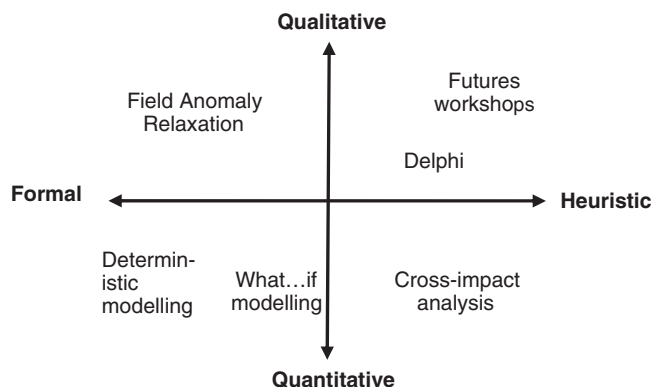 Qualitative
Futures
workshops
Field Anomaly
Relaxation
Delphi
Formal
Heuristic
Determin-
istic
modelling
What…if
modelling
Cross-impact
analysis
Quantitative